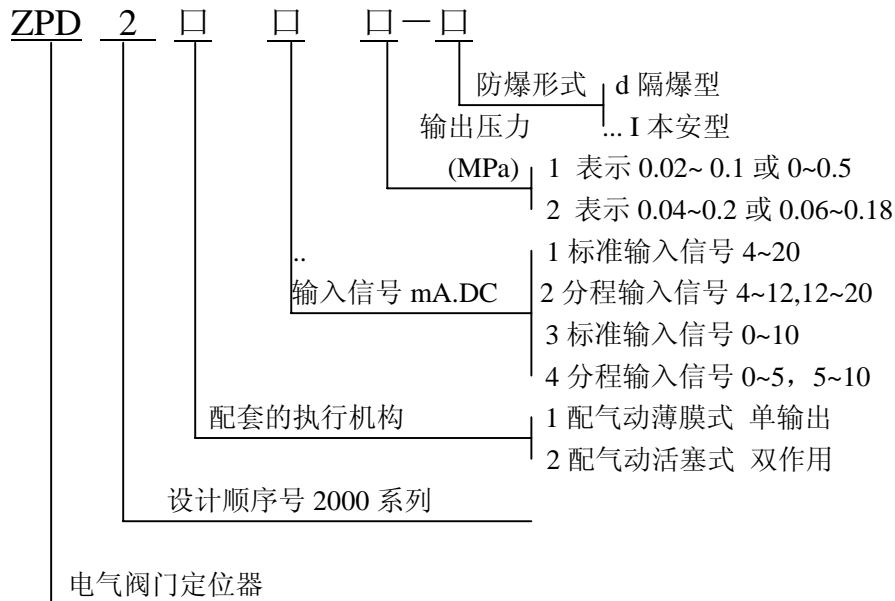 ZPD 2 口 口 口－口
防爆形式 d 隔爆型
输出压力 ... I 本安型
(MPa) 1 表示 0.02~ 0.1 或 0~0.5
2 表示 0.04~0.2 或 0.06~0.18
.. 1 标准输入信号 4~20
输入信号 mA.DC 2 分程输入信号 4~12,12~20
3 标准输入信号 0~10
4 分程输入信号 0~5，5~10
配套的执行机构 1 配气动薄膜式 单输出
2 配气动活塞式 双作用
设计顺序号 2000 系列
电气阀门定位器